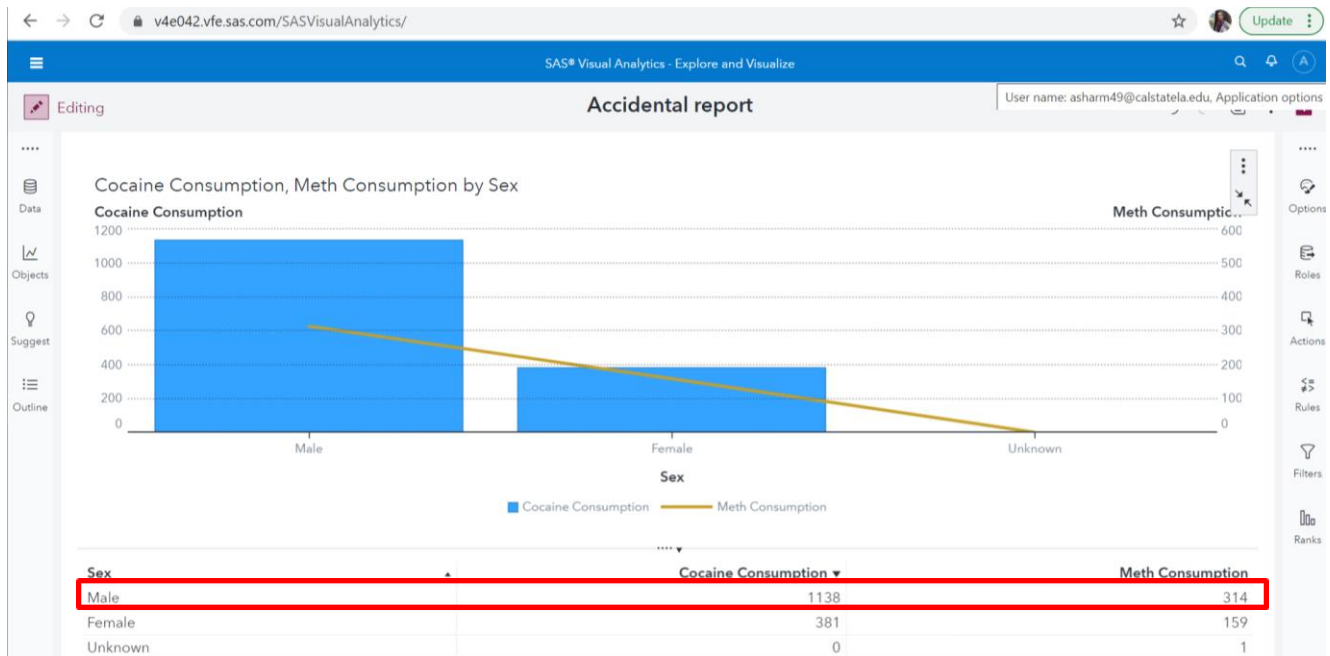 v4e042.vfe.sas.com/SASVisualAnalytics/
Update
SAS® Visual Analytics - Explore and Visualize
A
Editing
Accidental report
User name: asharm49@calstatela.edu, Application options
Data
Objects
Suggest
Outline
Options
Roles
Actions
Rules
Filters
Ranks
Cocaine Consumption, Meth Consumption by Sex
Cocaine Consumption
Meth Consumption
1200 600
1000 500
800 400
600 300
400 200
200 100
0 0
Male Female Unknown
Sex
Cocaine Consumption Meth Consumption
Sex Cocaine Consumption Meth Consumption
Male 1138 314
Female 381 159
Unknown 0 1